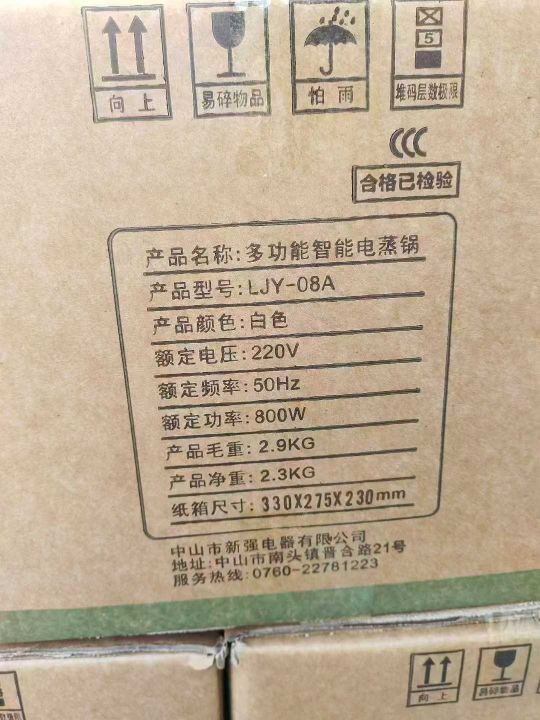 向上
易碎物品
怕雨
5
堆码层数极限
CCC
合格已检验
产品名称:多功能智能电蒸锅
产品型号:LJY-08A
产品颜色:白色
额定电压:220V
额定频率:50Hz
额定功率:800W
产品毛重:2.9KG
产品净重:2.3KG
纸箱尺寸:330X275X230mm
中山市新强电器有限公司
地址:中山市南头镇晋合路21号
服务热线:0760-22781223
向上
易碎物品